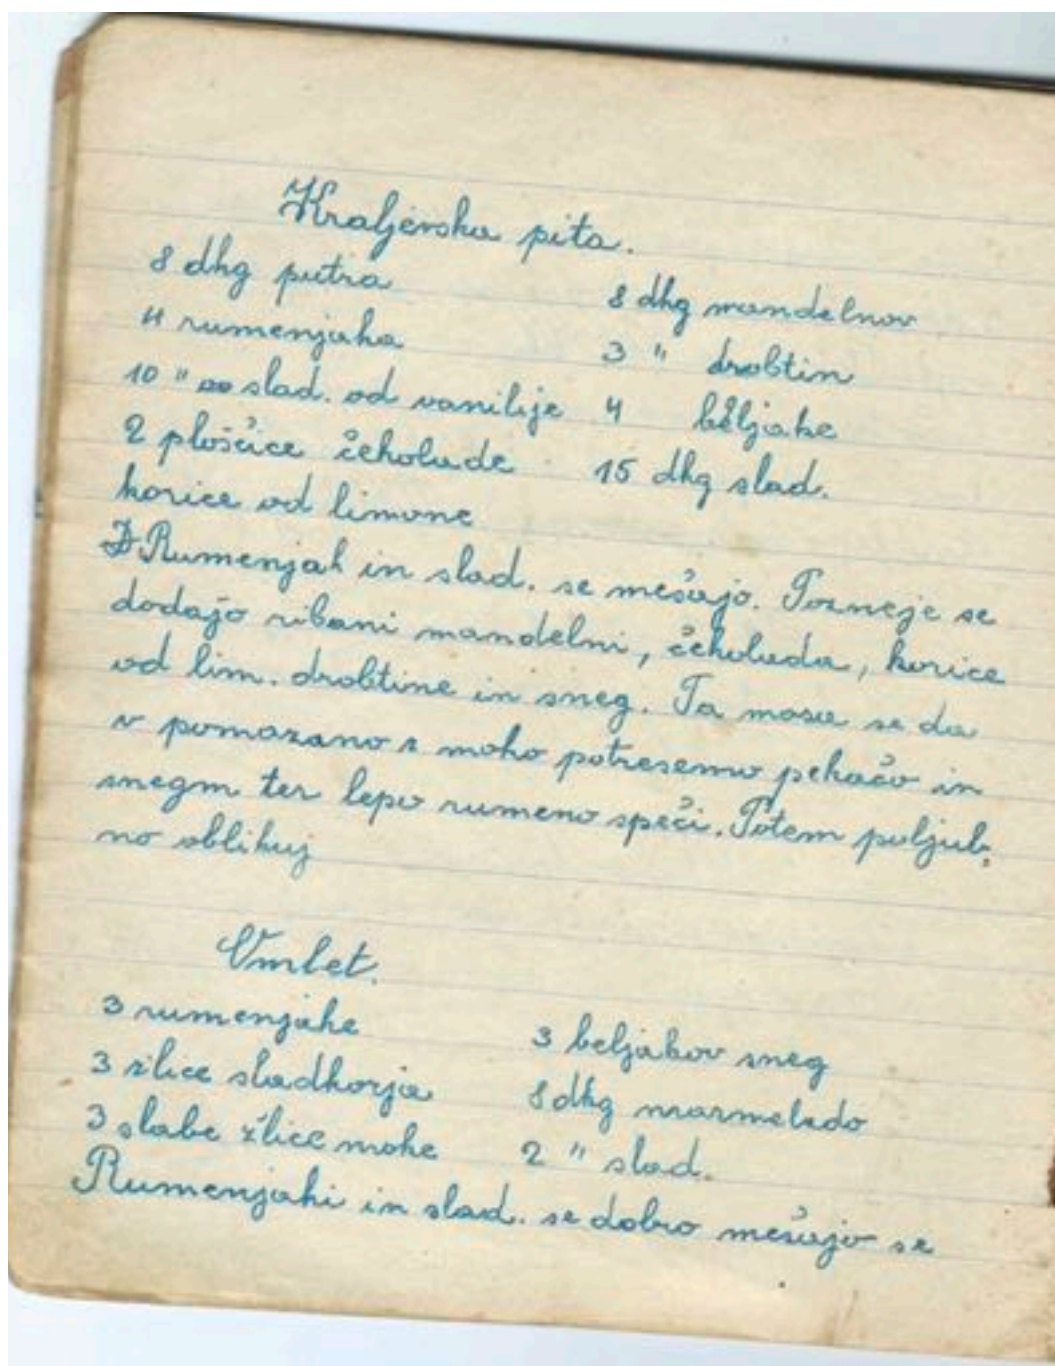 Kraljevska pita.
8 dkg putra 8 dkg mandelnov
4 rumenjaka 3 " drobtin
10 " slad. od vanilije 4 beljake
2 ploščice čekolade 15 dkg slad.
korice od limone
Rumenjak in slad. se mešajo. Pozneje se
dodajo ribani mandelni, čekolada, korice
od lim. drobtine in sneg. Ta masa se da
v pomazano z moko potresemo pekačo in
snegm ter lepo rumeno speči. Potem poljub,
no oblikuj
Omlet.
3 rumenjake 3 beljakov sneg
3 žlice sladkorja 8 dkg marmelado
3 slabe žlice moke 2 " slad.
Rumenjaki in slad. se dobro mešajo se